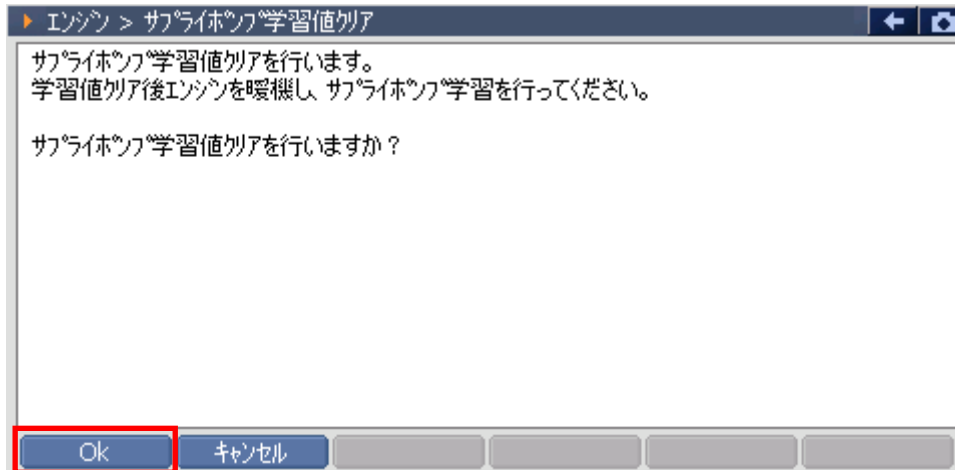 エンジン > サプライポンプ学習値クリア
サプライポンプ学習値クリアを行います。
学習値クリア後エンジンを暖機し、サプライポンプ学習を行ってください。
サプライポンプ学習値クリアを行いますか？
Ok キャンセル